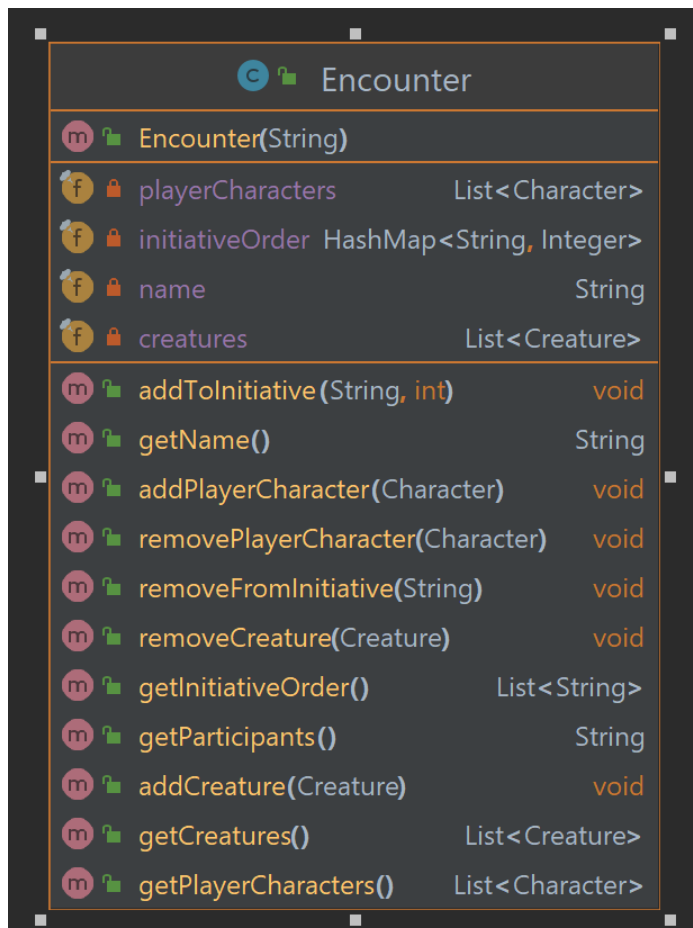 C Encounter
m Encounter(String)
f playerCharacters List<Character>
f initiativeOrder HashMap<String, Integer>
f name String
f creatures List<Creature>
m addToInitiative(String, int) void
m getName() String
m addPlayerCharacter(Character) void
m removePlayerCharacter(Character) void
m removeFromInitiative(String) void
m removeCreature(Creature) void
m getInitiativeOrder() List<String>
m getParticipants() String
m addCreature(Creature) void
m getCreatures() List<Creature>
m getPlayerCharacters() List<Character>